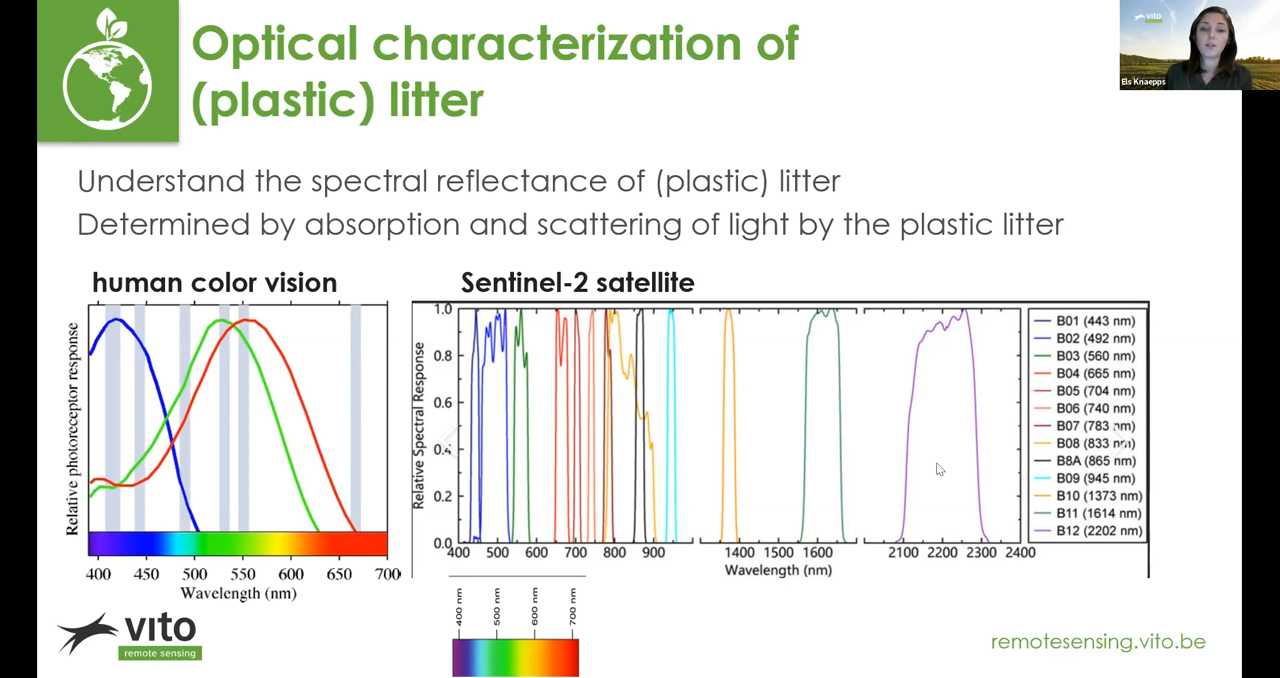 Optical characterization of
(plastic) litter
vito
Els Knaepps
Understand the spectral reflectance of (plastic) litter
Determined by absorption and scattering of light by the plastic litter
human color vision
Relative photoreceptor response
400 450 500 550 600 650 700
Wavelength (nm)
Sentinel-2 satellite
Relative Spectral Response
1.0
0.8
0.6
0.4
0.2
0.0
400 500 600 700 800 900 1400 1500 1600 2100 2200 2300 2400
Wavelength (nm)
B01 (443 nm)
B02 (492 nm)
B03 (560 nm)
B04 (665 nm)
B05 (704 nm)
B06 (740 nm)
B07 (783 nm)
B08 (833 nm)
B8A (865 nm)
B09 (945 nm)
B10 (1373 nm)
B11 (1614 nm)
B12 (2202 nm)
400 nm
500 nm
600 nm
700 nm
vito
remote sensing
remotesensing.vito.be